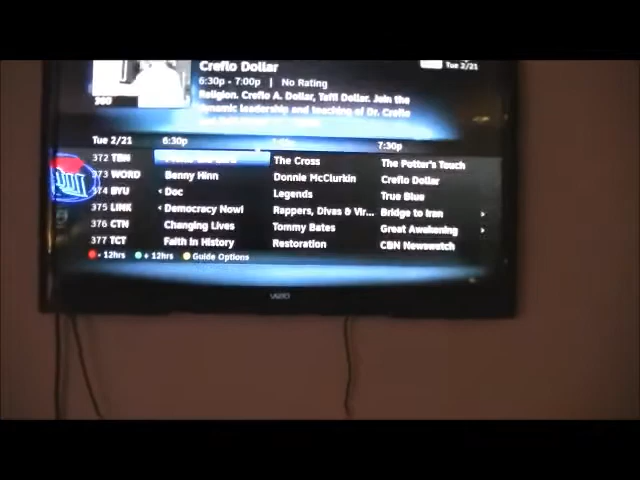 Creflo Dollar
Tue 2/21
6:30p - 7:00p | No Rating
Religion. Creflo A. Dollar, Taffi Dollar. Join the
dynamic leadership and teaching of Dr. Creflo
360
Tue 2/21 6:30p 7:30p
372 TBN The Cross The Potter's Touch
373 WORD Benny Hinn Donnie McClurkin Creflo Dollar
374 BYU Doc Legends True Blue
375 LINK Democracy Now! Rappers, Divas & Vir... Bridge to Iran
376 CTN Changing Lives Tommy Bates Great Awakening
377 TCT Faith in History Restoration CBN Newswatch
- 12hrs + 12hrs Guide Options
VIZIO